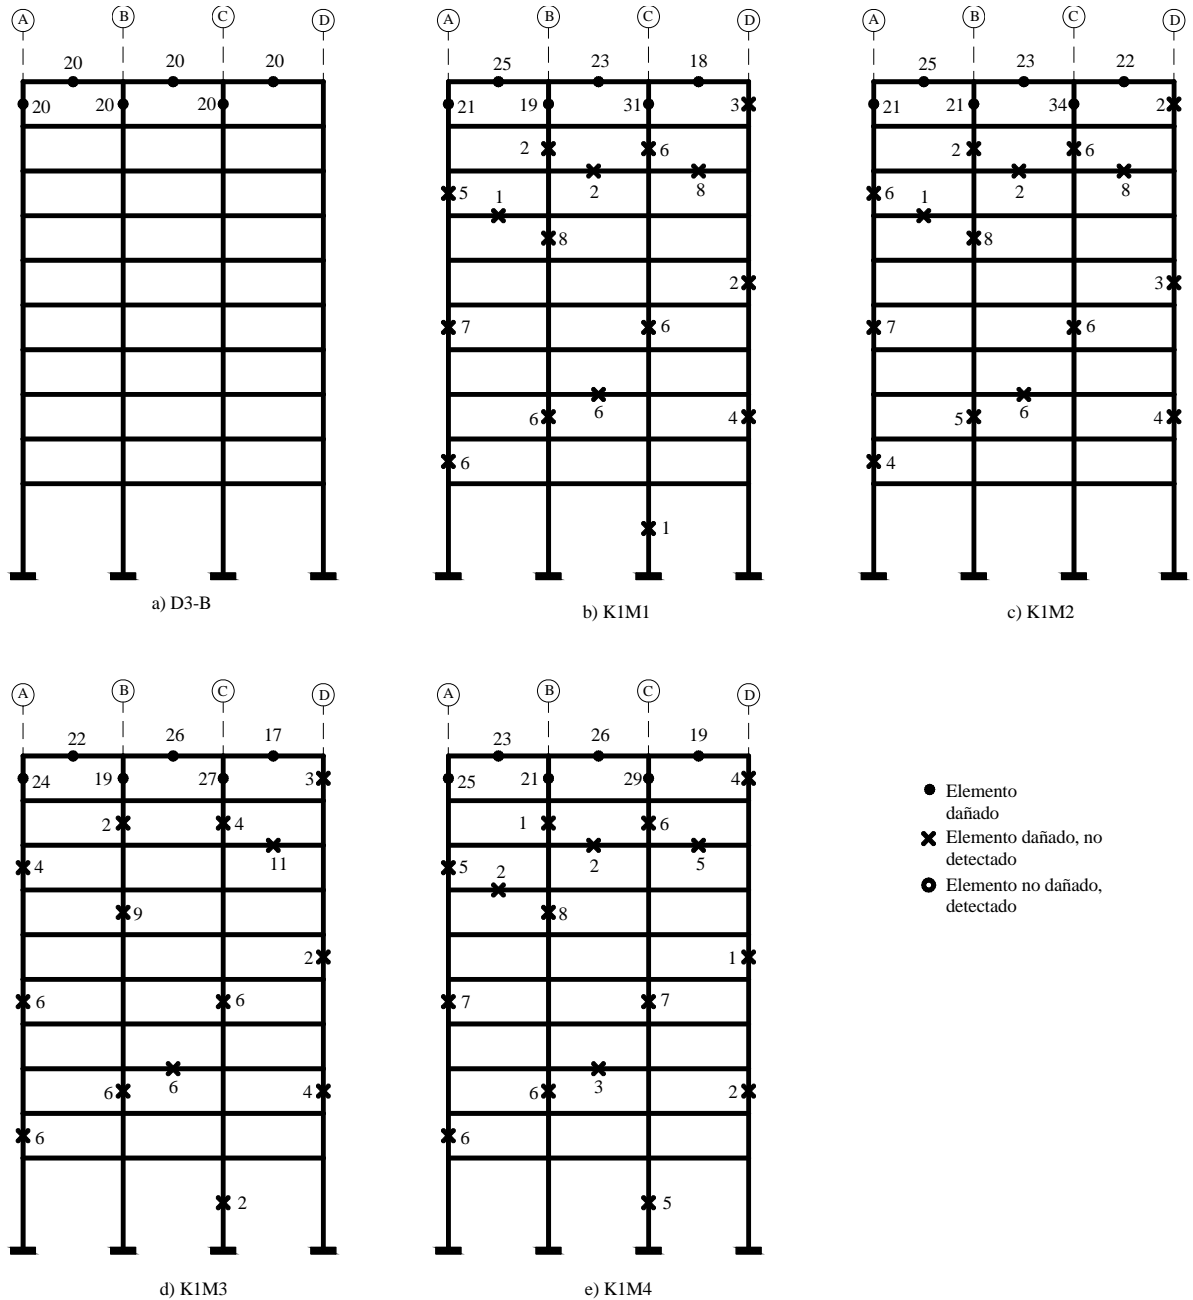 A B C D
20 20 20
20 20 20
a) D3-B
A B C D
25 23 18
21 19 31 3
2 6
2 8
5
1
8
2
7 6
6
6 4
6
1
b) K1M1
A B C D
25 23 22
21 21 34 2
2 6
2 8
6
1
8
3
7 6
6
5 4
4
c) K1M2
A B C D
22 26 17
24 19 27 3
2 4
11
4
9
2
6 6
6
6 4
6
2
d) K1M3
A B C D
23 26 19
25 21 29 4
1 6
2 5
5
2
8
1
7 7
3
6 2
6
5
e) K1M4
Elemento
dañado
Elemento dañado, no
detectado
Elemento no dañado,
detectado